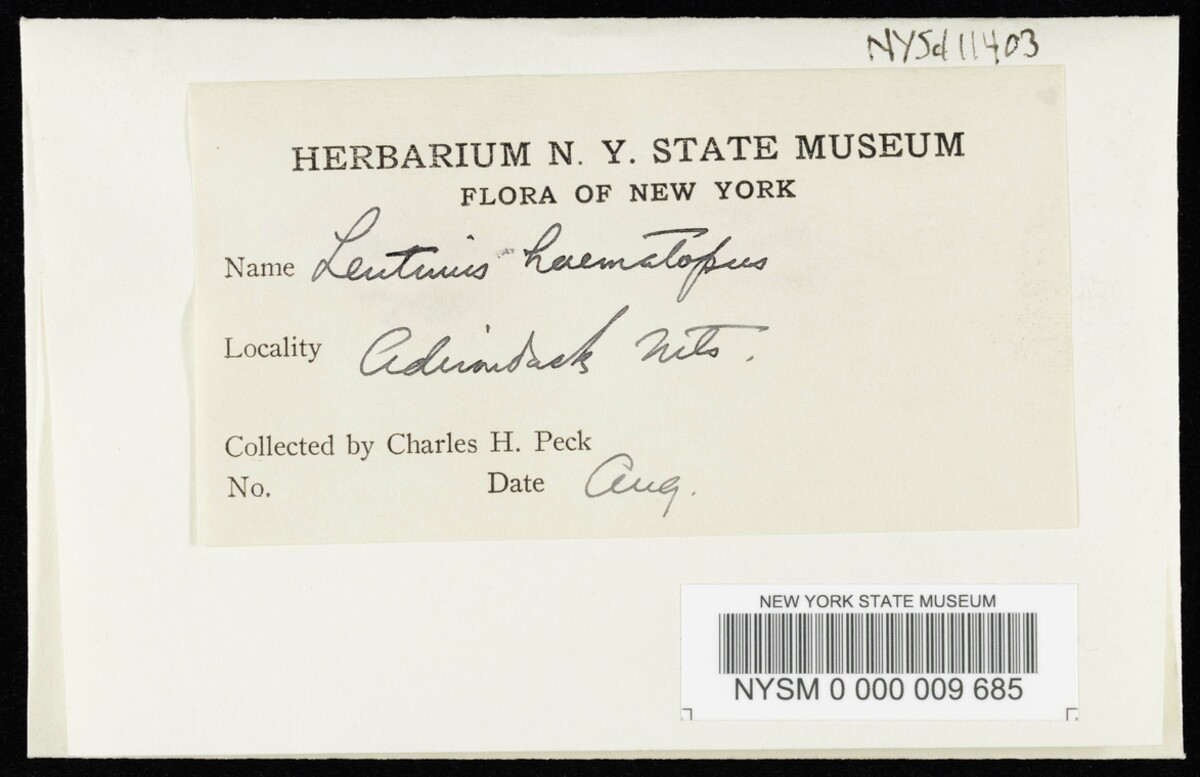 NYSd11403
HERBARIUM N. Y. STATE MUSEUM
FLORA OF NEW YORK
Name Lentinus haematopus
Locality Adirondack Mts.
Collected by Charles H. Peck
No. Date Aug.
NEW YORK STATE MUSEUM
NYSM 0 000 009 685